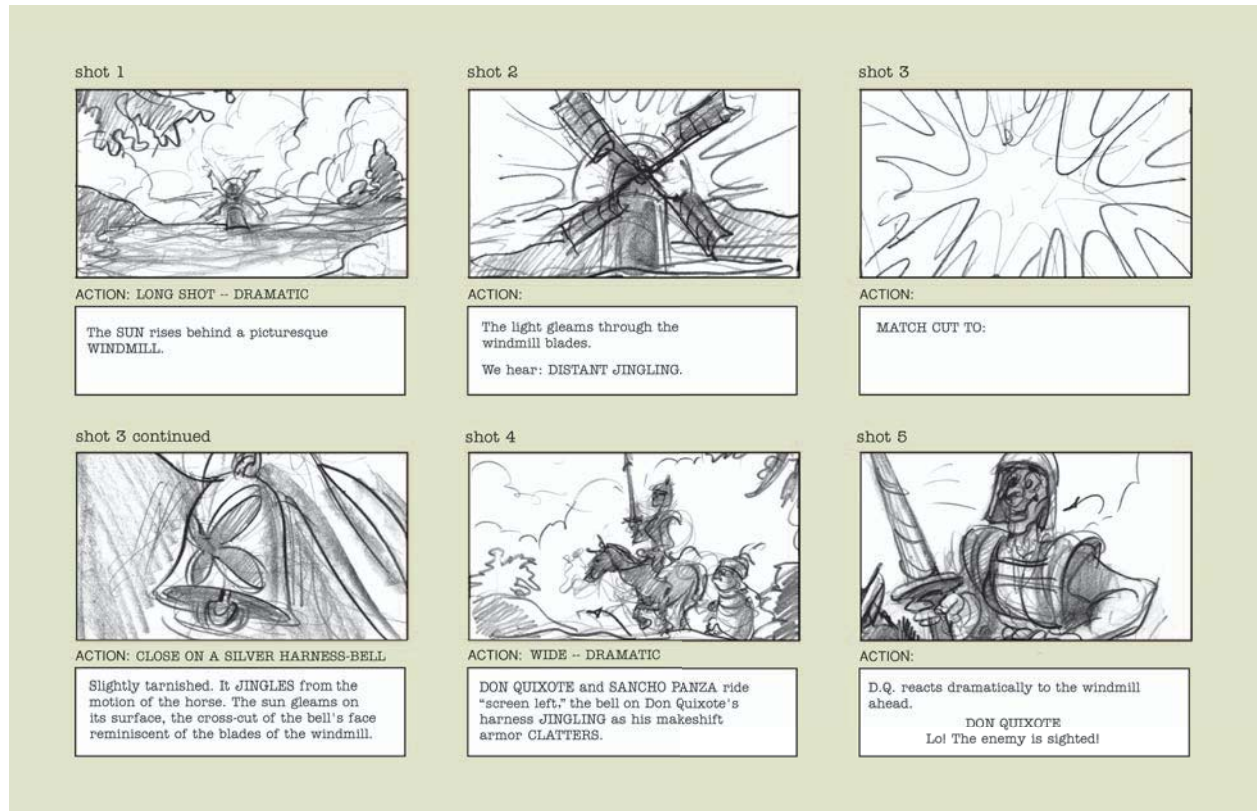 shot 1
shot 2
shot 3
ACTION: LONG SHOT -- DRAMATIC
The SUN rises behind a picturesque
WINDMILL.
ACTION:
The light gleams through the
windmill blades.
We hear: DISTANT JINGLING.
ACTION:
MATCH CUT TO:
shot 3 continued
shot 4
shot 5
ACTION: CLOSE ON A SILVER HARNESS-BELL
Slightly tarnished. It JINGLES from the
motion of the horse. The sun gleams on
its surface, the cross-cut of the bell's face
reminiscent of the blades of the windmill.
ACTION: WIDE -- DRAMATIC
DON QUIXOTE and SANCHO PANZA ride
“screen left,” the bell on Don Quixote's
harness JINGLING as his makeshift
armor CLATTERS.
ACTION:
D.Q. reacts dramatically to the windmill
ahead.
DON QUIXOTE
Lo! The enemy is sighted!